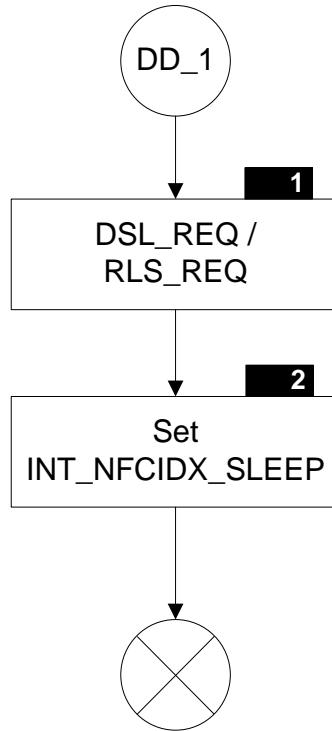 DD_1
1
DSL_REQ /
RLS_REQ
2
Set
INT_NFCIDX_SLEEP